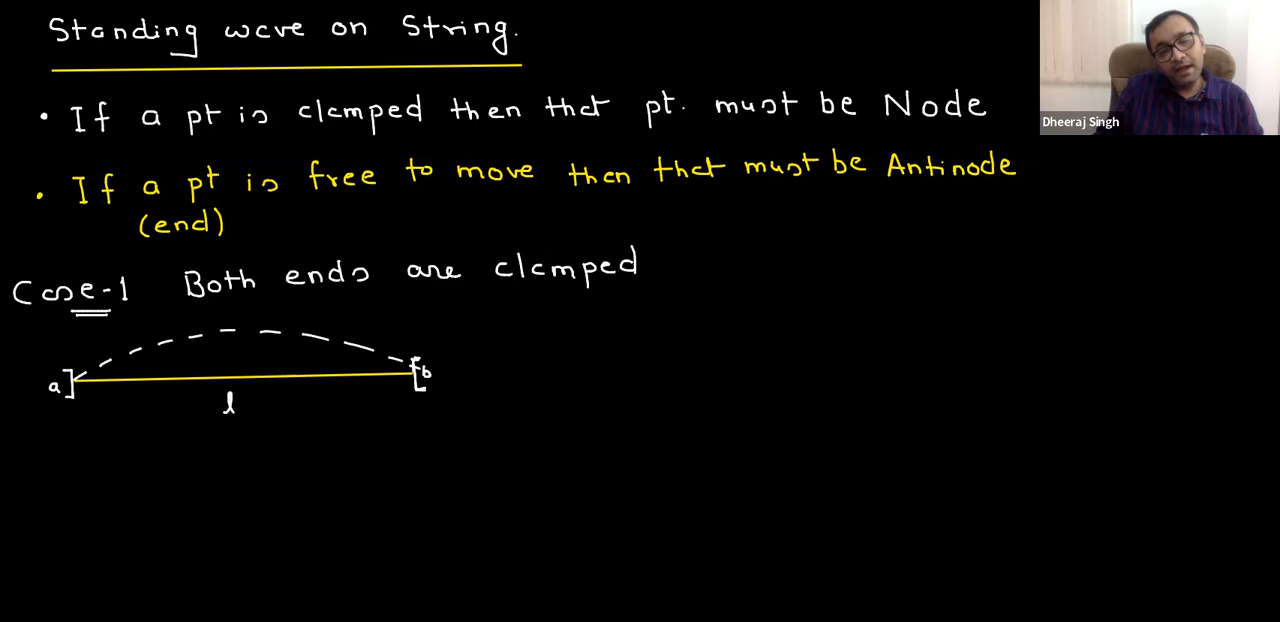 Standing wave on String.
Dheeraj Singh
• If a pt is clamped then that pt. must be Node
• If a pt is free to move then that must be Antinode
(end)
Case-1 Both ends are clamped
a b
l